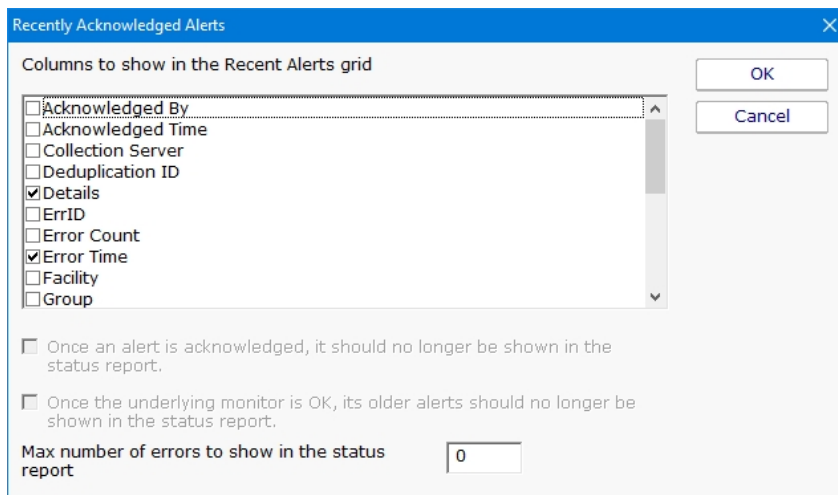 Recently Acknowledged Alerts
Columns to show in the Recent Alerts grid
OK
Cancel
Acknowledged By
Acknowledged Time
Collection Server
Deduplication ID
Details
ErrID
Error Count
Error Time
Facility
Group
Once an alert is acknowledged, it should no longer be shown in the
status report.
Once the underlying monitor is OK, its older alerts should no longer be
shown in the status report.
Max number of errors to show in the status
report
0